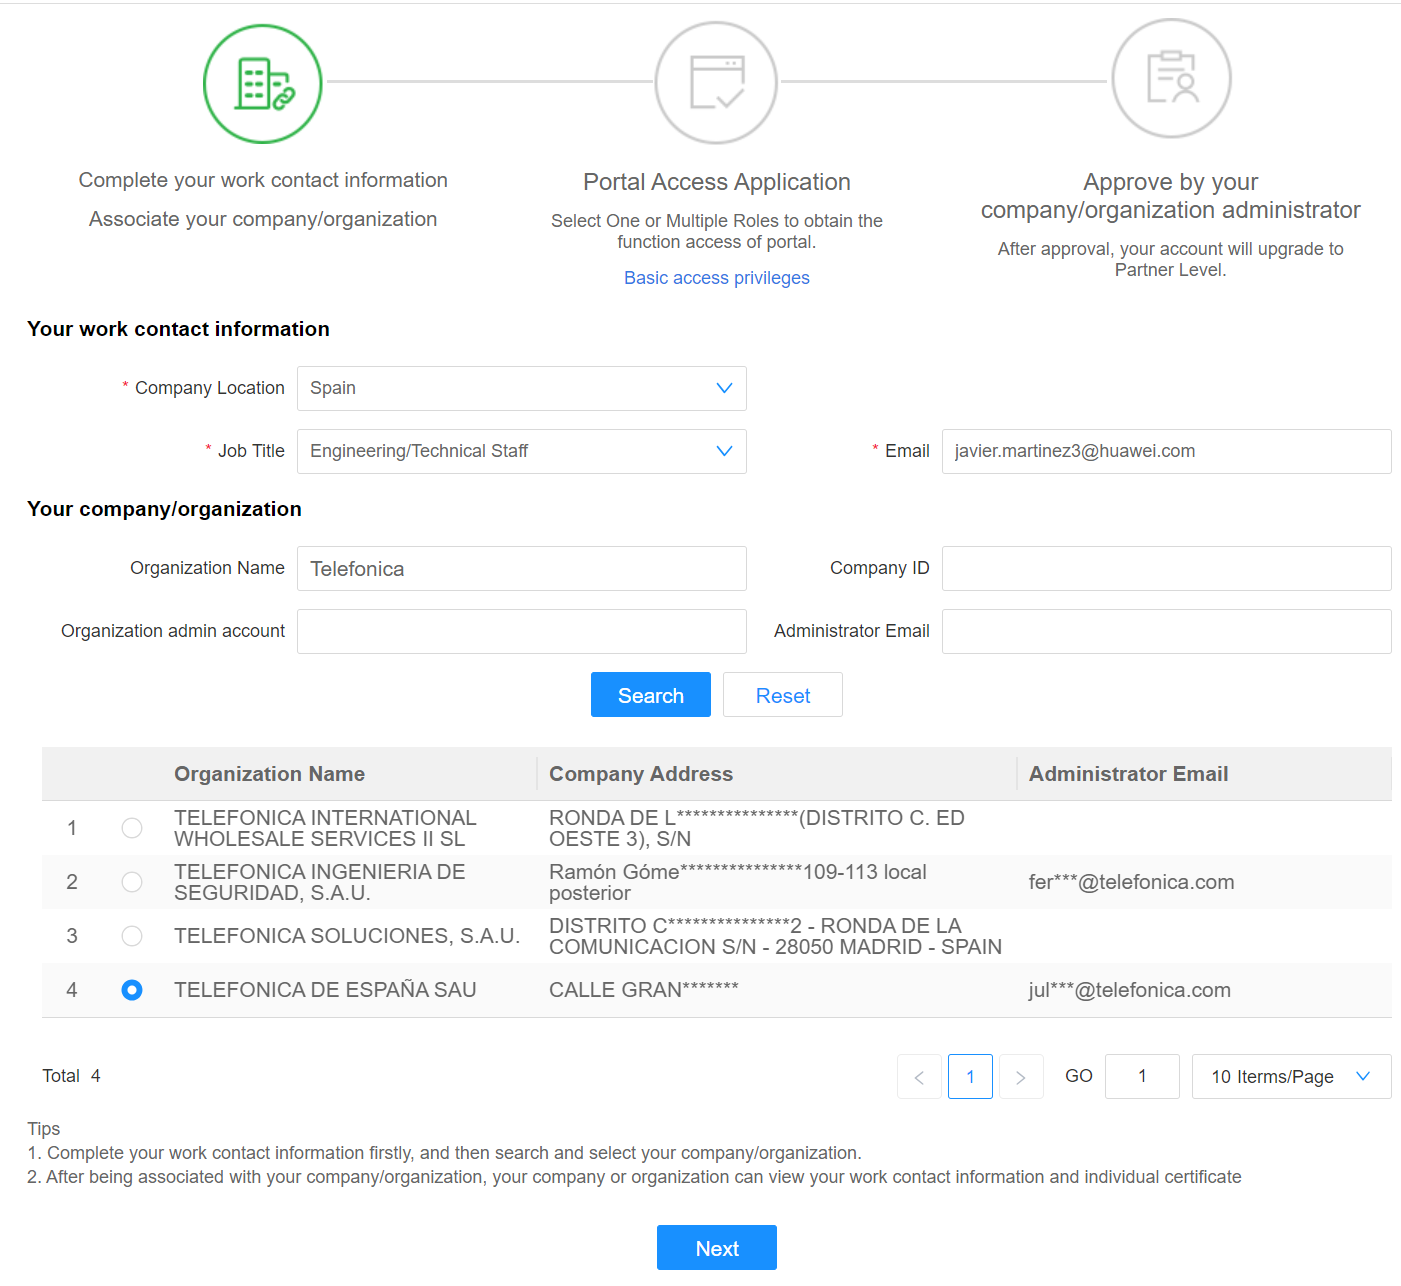 Complete your work contact information
Associate your company/organization
Portal Access Application
Select One or Multiple Roles to obtain the
function access of portal.
Basic access privileges
Approve by your
company/organization administrator
After approval, your account will upgrade to
Partner Level.
Your work contact information
* Company Location Spain
* Job Title Engineering/Technical Staff * Email javier.martinez3@huawei.com
Your company/organization
Organization Name Telefonica Company ID
Organization admin account Administrator Email
Search Reset
Organization Name Company Address Administrator Email
1 TELEFONICA INTERNATIONAL
WHOLESALE SERVICES II SL
RONDA DE L***************(DISTRITO C. ED
OESTE 3), S/N
2 TELEFONICA INGENIERIA DE
SEGURIDAD, S.A.U.
Ramón Góme***************109-113 local
posterior
fer***@telefonica.com
3 TELEFONICA SOLUCIONES, S.A.U.
DISTRITO C***************2 - RONDA DE LA
COMUNICACION S/N - 28050 MADRID - SPAIN
4 TELEFONICA DE ESPAÑA SAU CALLE GRAN******* jul***@telefonica.com
Total 4 < 1 > GO 1 10 Iterms/Page
Tips
1. Complete your work contact information firstly, and then search and select your company/organization.
2. After being associated with your company/organization, your company or organization can view your work contact information and individual certificate
Next